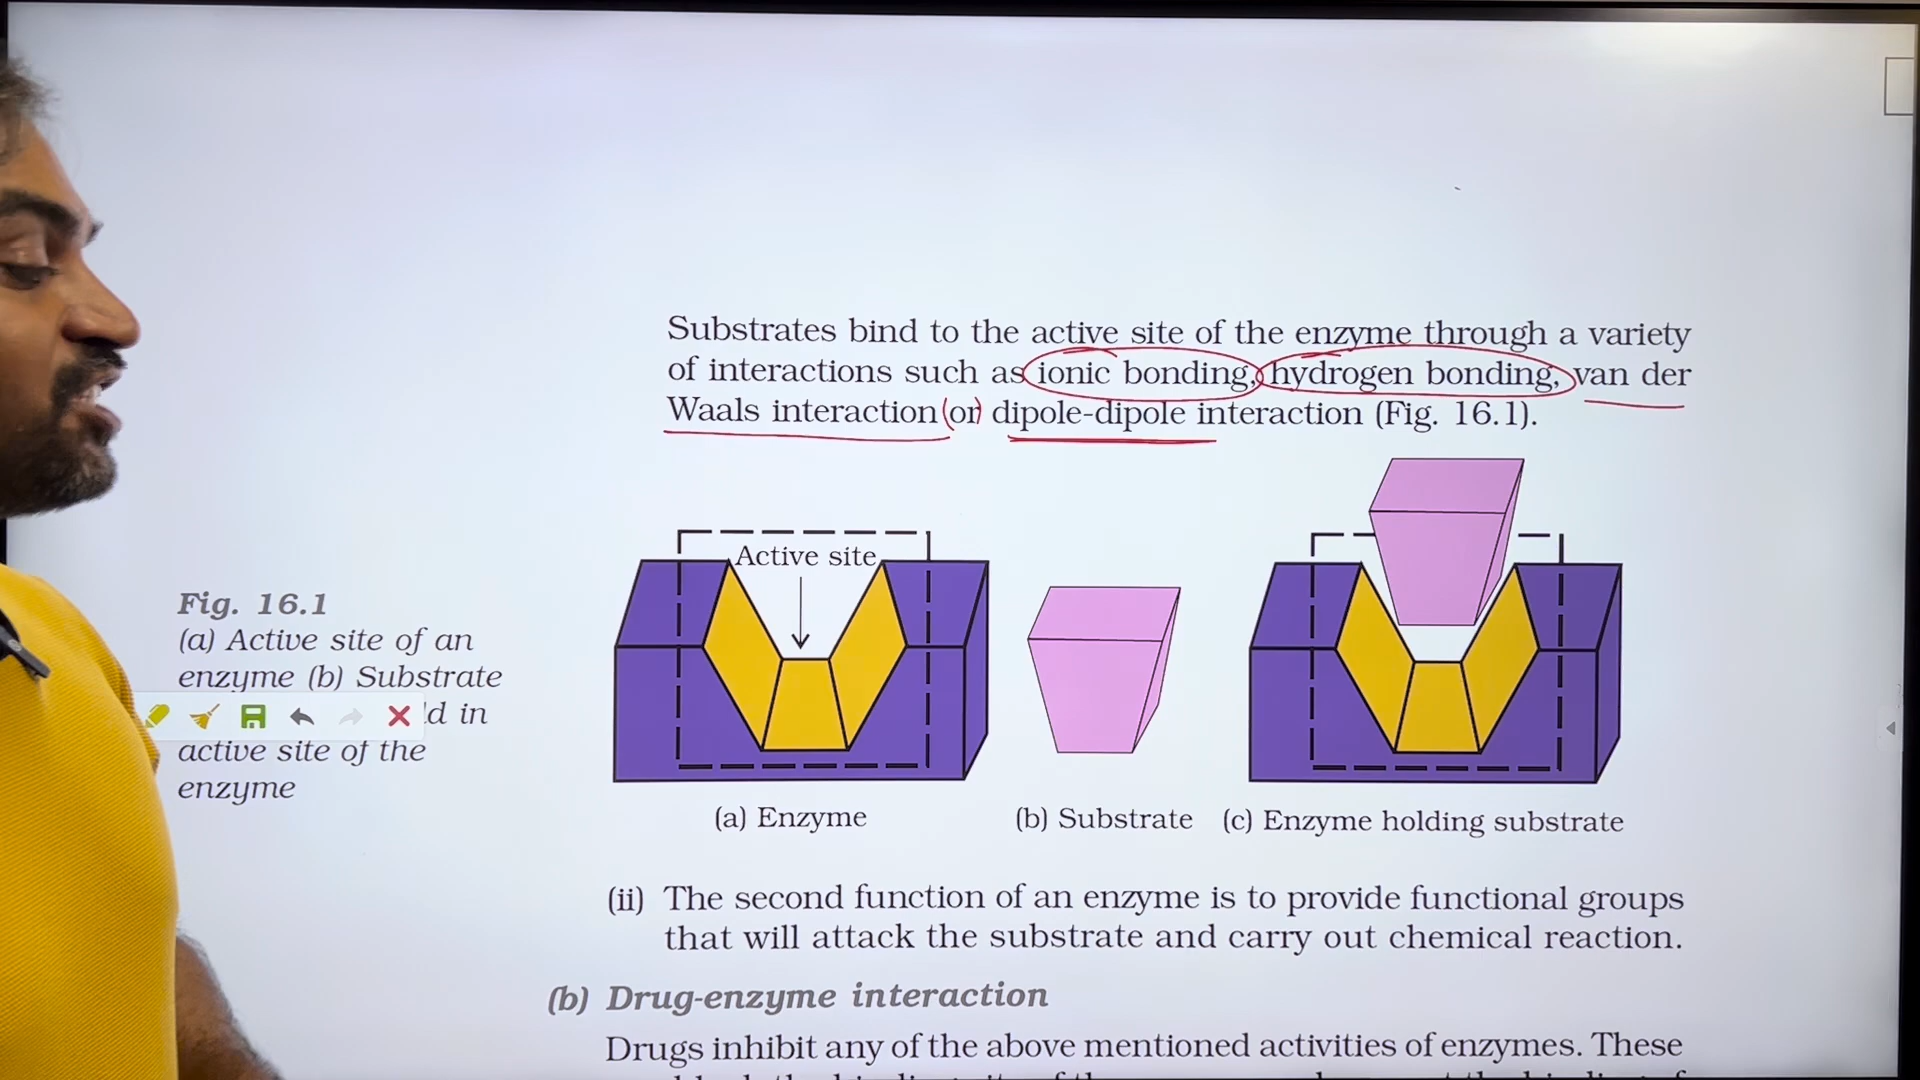 Substrates bind to the active site of the enzyme through a variety
of interactions such as ionic bonding, hydrogen bonding, van der
Waals interaction (or) dipole-dipole interaction (Fig. 16.1).
Active site
Fig. 16.1
(a) Active site of an
enzyme (b) Substrate
d in
active site of the
enzyme
(a) Enzyme
(b) Substrate
(c) Enzyme holding substrate
(ii) The second function of an enzyme is to provide functional groups
that will attack the substrate and carry out chemical reaction.
(b) Drug-enzyme interaction
Drugs inhibit any of the above mentioned activities of enzymes. These